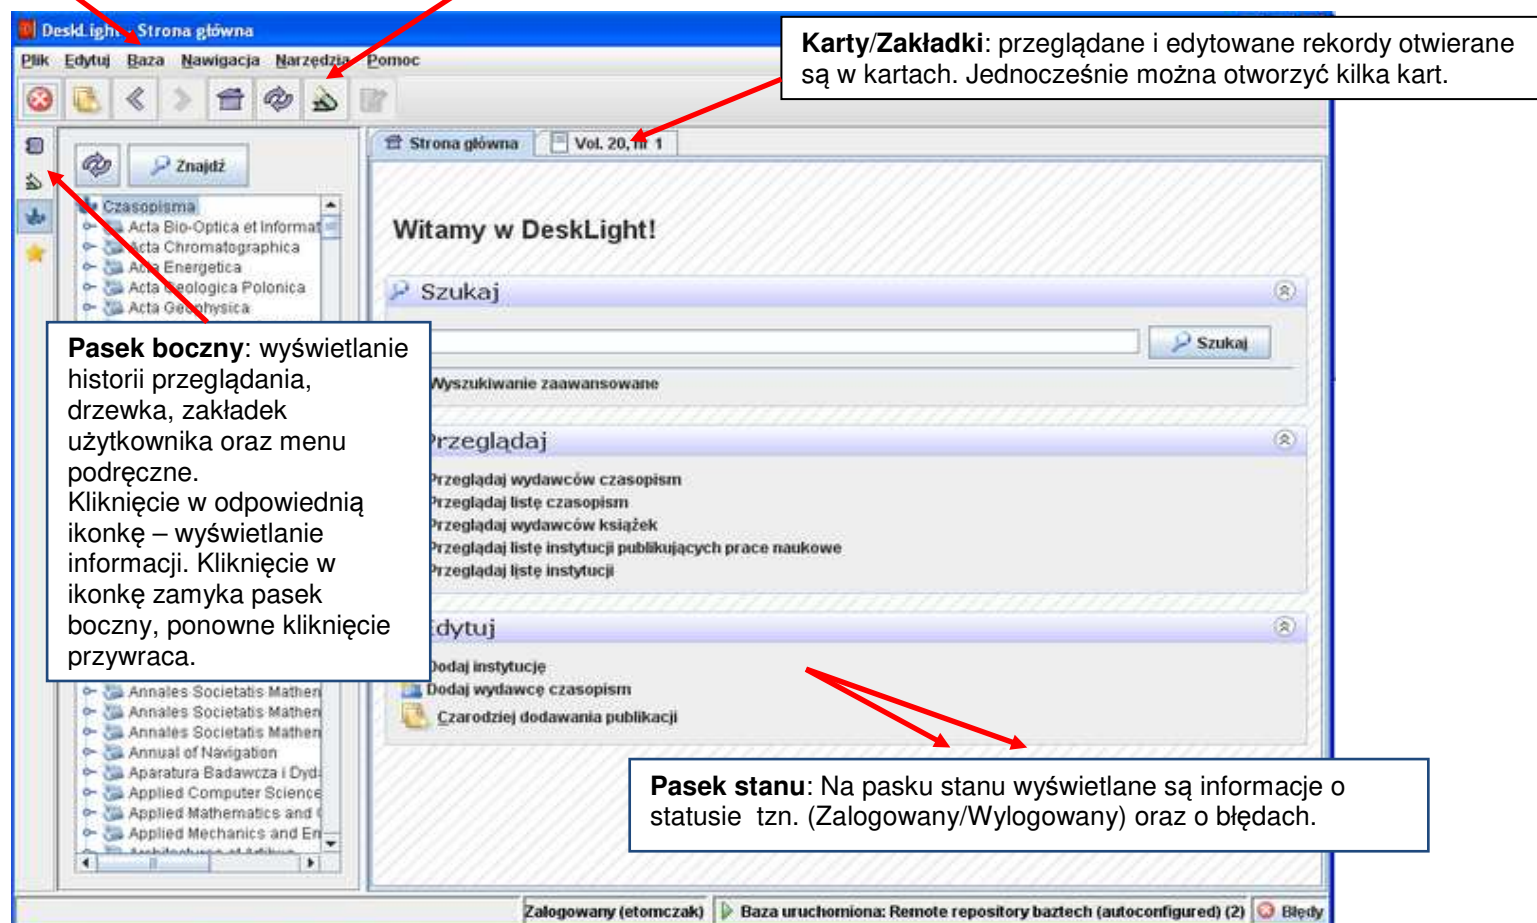 DeskLight - Strona główna
Plik Edytuj Baza Nawigacja Narzędzia Pomoc
Karty/Zakładki: przeglądane i edytowane rekordy otwierane
są w kartach. Jednocześnie można otworzyć kilka kart.
Znajdź
Strona główna
Vol. 20, nr 1
Czasopisma
Acta Bio-Optica et Informat
Acta Chromatographica
Acta Energetica
Acta Geologica Polonica
Acta Geophysica
Witamy w DeskLight!
Szukaj
Szukaj
Wyszukiwanie zaawansowane
Pasek boczny: wyświetlanie
historii przeglądania,
drzewka, zakładek
użytkownika oraz menu
podręczne.
Kliknięcie w odpowiednią
ikonkę – wyświetlanie
informacji. Kliknięcie w
ikonkę zamyka pasek
boczny, ponowne kliknięcie
przywraca.
Przeglądaj
Przeglądaj wydawców czasopism
Przeglądaj listę czasopism
Przeglądaj wydawców książek
Przeglądaj listę instytucji publikujących prace naukowe
Przeglądaj listę instytucji
Edytuj
Dodaj instytucję
Dodaj wydawcę czasopism
Czarodziej dodawania publikacji
Annales Societatis Mathen
Annales Societatis Mathen
Annales Societatis Mathen
Annual of Navigation
Aparatura Badawcza i Dyd
Applied Computer Science
Applied Mathematics and
Applied Mechanics and En
Pasek stanu: Na pasku stanu wyświetlane są informacje o
statusie tzn. (Zalogowany/Wylogowany) oraz o błędach.
Zalogowany (etomczak) Baza uruchomiona: Remote repository baztech (autoconfigured) (2) Błędy